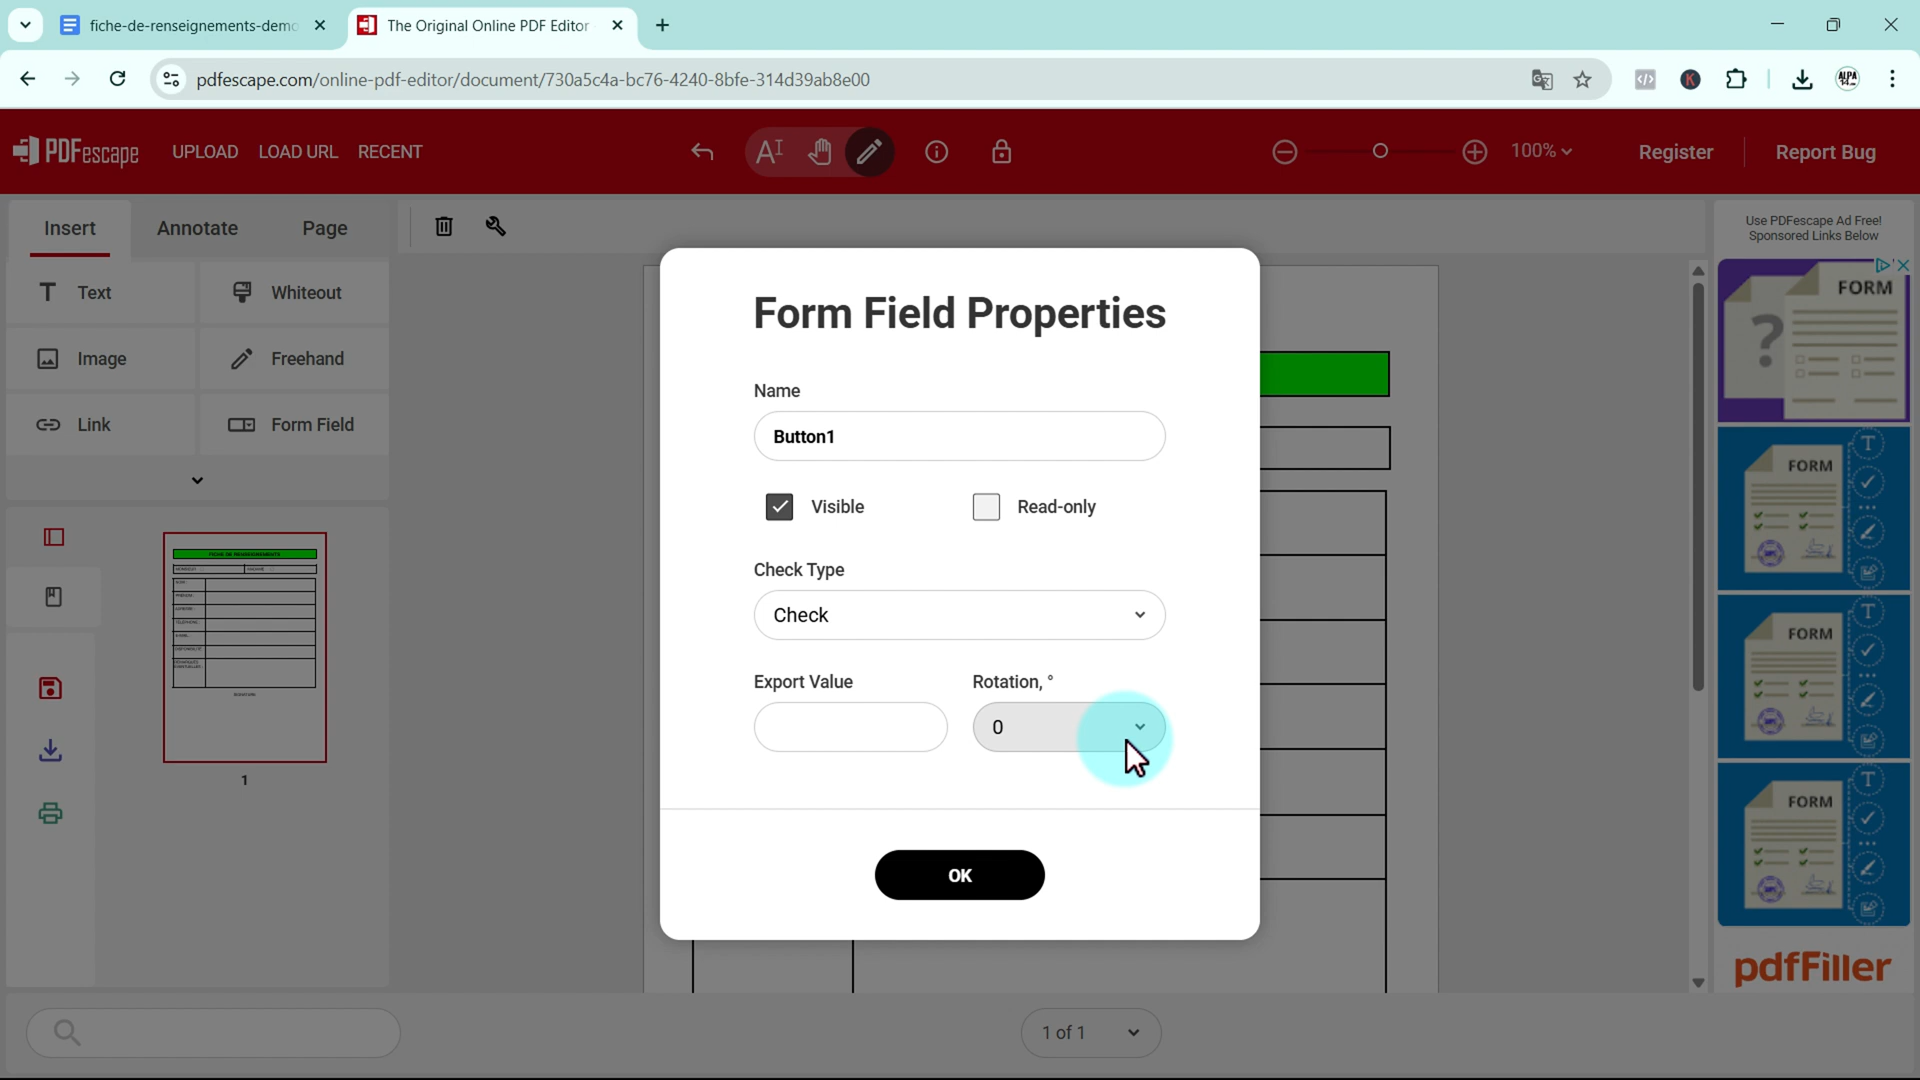 fiche-de-renseignements-demo
The Original Online PDF Editor
pdfescape.com/online-pdf-editor/document/730a5c4a-bc76-4240-8bfe-314d39ab8e00
PDFescape UPLOAD LOAD URL RECENT 100% Register Report Bug
Insert Annotate Page
Text Whiteout
Image Freehand
Link Form Field
FICHE DE RENSEIGNEMENTS
1
Form Field Properties
Name
Button1
Visible Read-only
Check Type
Check
Export Value Rotation, °
0
OK
Use PDFescape Ad Free!
Sponsored Links Below
FORM
FORM
FORM
FORM
pdfFiller
1 of 1